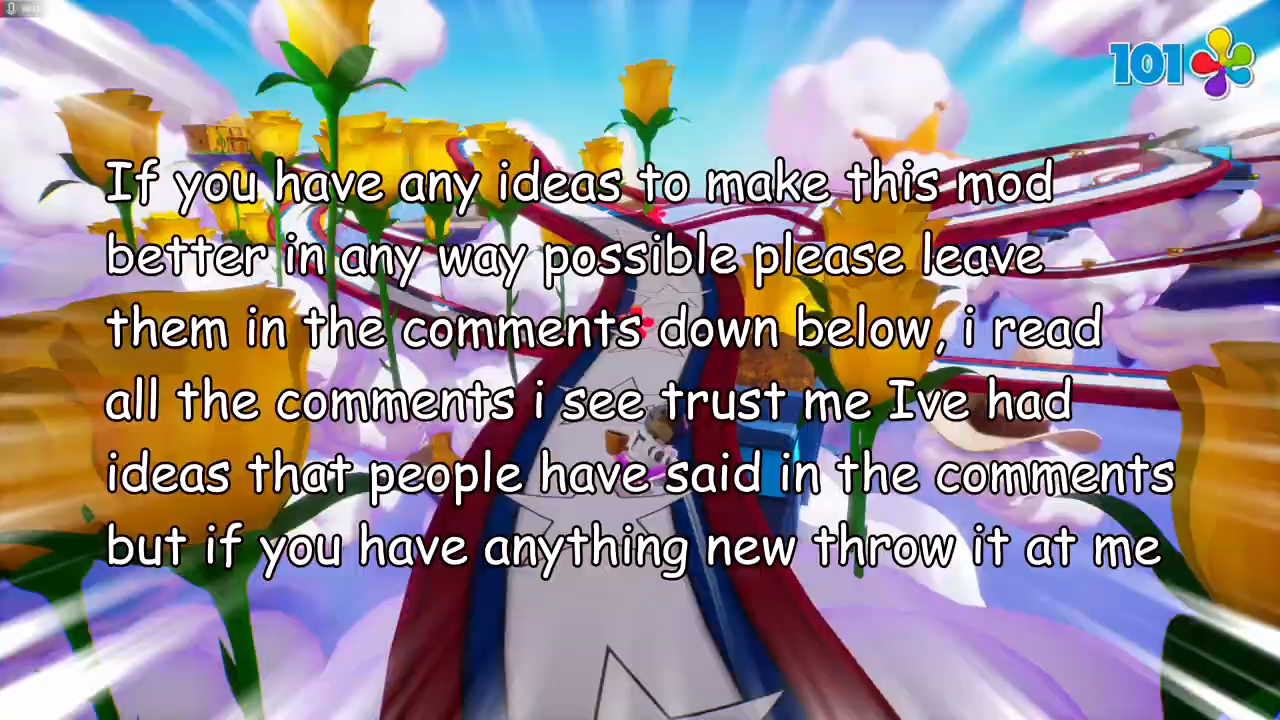 101
If you have any ideas to make this mod
better in any way possible please leave
them in the comments down below, i read
all the comments i see trust me Ive had
ideas that people have said in the comments
but if you have anything new throw it at me